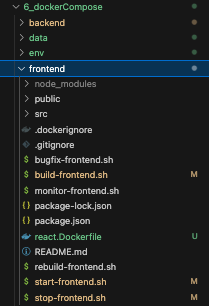 6_dockerCompose
backend
data
env
frontend
node_modules
public
src
.dockerignore
.gitignore
bugfix-frontend.sh
build-frontend.sh M
monitor-frontend.sh
package-lock.json
package.json
react.Dockerfile U
README.md
rebuild-frontend.sh
start-frontend.sh M
stop-frontend.sh M